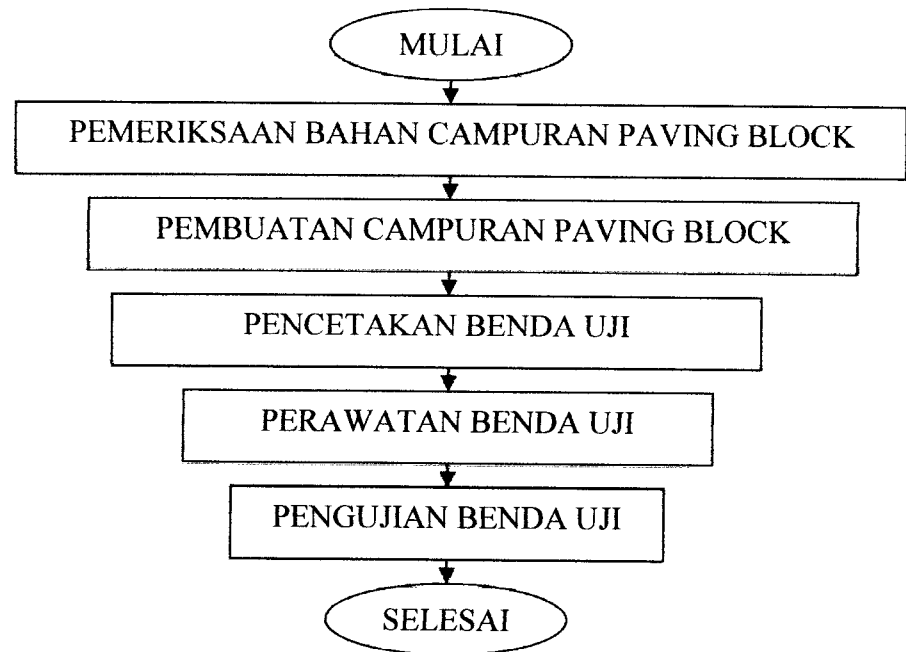 MULAI
PEMERIKSAAN BAHAN CAMPURAN PAVING BLOCK
PEMBUATAN CAMPURAN PAVING BLOCK
PENCETAKAN BENDA UJI
PERAWATAN BENDA UJI
PENGUJIAN BENDA UJI
SELESAI